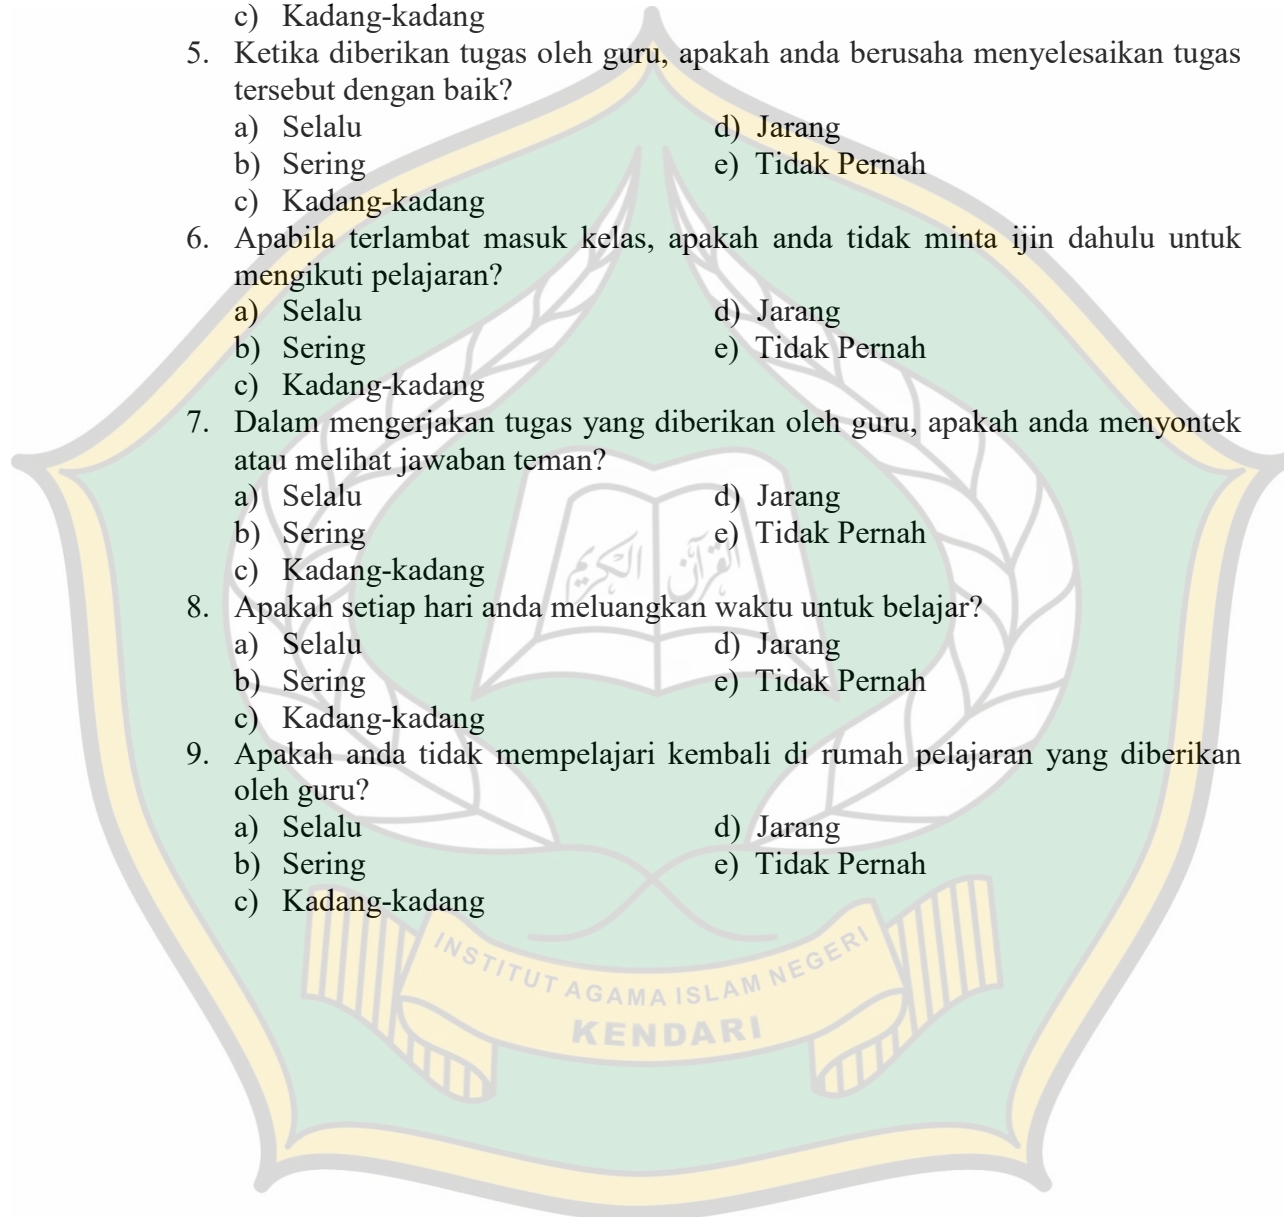 c) Kadang-kadang
5. Ketika diberikan tugas oleh guru, apakah anda berusaha menyelesaikan tugas
tersebut dengan baik?
a) Selalu d) Jarang
b) Sering e) Tidak Pernah
c) Kadang-kadang
6. Apabila terlambat masuk kelas, apakah anda tidak minta ijin dahulu untuk
mengikuti pelajaran?
a) Selalu d) Jarang
b) Sering e) Tidak Pernah
c) Kadang-kadang
7. Dalam mengerjakan tugas yang diberikan oleh guru, apakah anda menyontek
atau melihat jawaban teman?
a) Selalu d) Jarang
b) Sering e) Tidak Pernah
c) Kadang-kadang
القرآن الكريم
8. Apakah setiap hari anda meluangkan waktu untuk belajar?
a) Selalu d) Jarang
b) Sering e) Tidak Pernah
c) Kadang-kadang
9. Apakah anda tidak mempelajari kembali di rumah pelajaran yang diberikan
oleh guru?
a) Selalu d) Jarang
b) Sering e) Tidak Pernah
c) Kadang-kadang
INSTITUT AGAMA ISLAM NEGERI
KENDARI